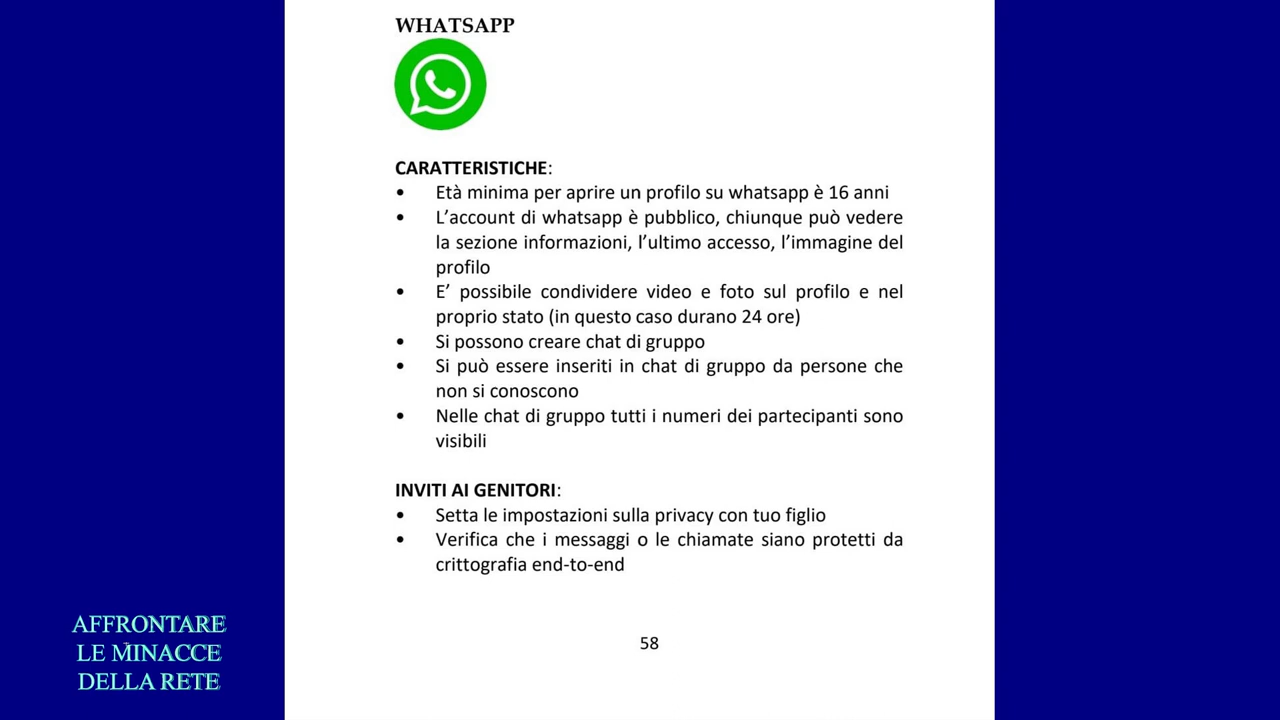 WHATSAPP
CARATTERISTICHE:
• Età minima per aprire un profilo su whatsapp è 16 anni
• L’account di whatsapp è pubblico, chiunque può vedere
la sezione informazioni, l’ultimo accesso, l’immagine del
profilo
• E’ possibile condividere video e foto sul profilo e nel
proprio stato (in questo caso durano 24 ore)
• Si possono creare chat di gruppo
• Si può essere inseriti in chat di gruppo da persone che
non si conoscono
• Nelle chat di gruppo tutti i numeri dei partecipanti sono
visibili
INVITI AI GENITORI:
• Setta le impostazioni sulla privacy con tuo figlio
• Verifica che i messaggi o le chiamate siano protetti da
crittografia end-to-end
58
AFFRONTARE
LE MINACCE
DELLA RETE